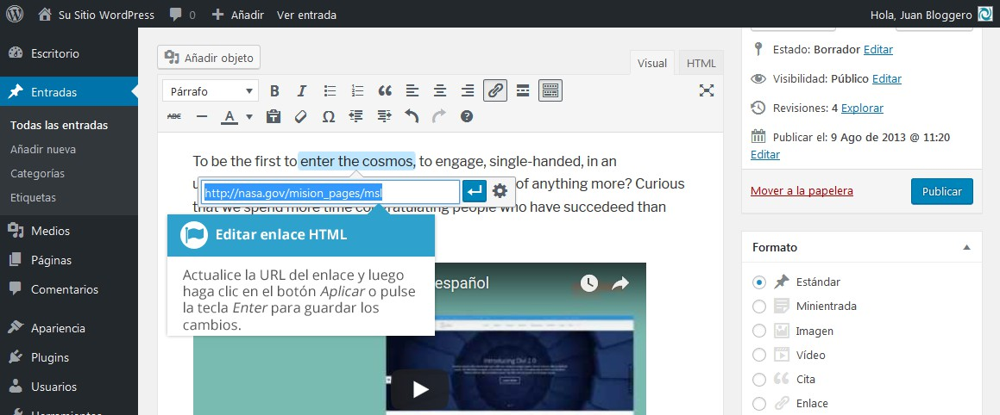 Su Sitio WordPress
0
Añadir
Ver entrada
Hola, Juan Bloggero
Escritorio
Entradas
Todas las entradas
Añadir nueva
Categorías
Etiquetas
Medios
Páginas
Comentarios
Apariencia
Plugins
Usuarios
Herramientas
Añadir objeto
Visual
HTML
Párrafo
B I
ABC
A
To be the first to enter the cosmos, to engage, single-handed, in an
of anything more? Curious
http://nasa.gov/mision_pages/msl
that we spend more time congratulating people who have succedeed than
Editar enlace HTML
Actualice la URL del enlace y luego
haga clic en el botón Aplicar o pulse
la tecla Enter para guardar los
cambios.
español
Introducing Divi 2.0
Estado: Borrador Editar
Visibilidad: Público Editar
Revisiones: 4 Explorar
Publicar el: 9 Ago de 2013 @ 11:20
Editar
Mover a la papelera
Publicar
Formato
Estándar
Minientrada
Imagen
Vídeo
Cita
Enlace